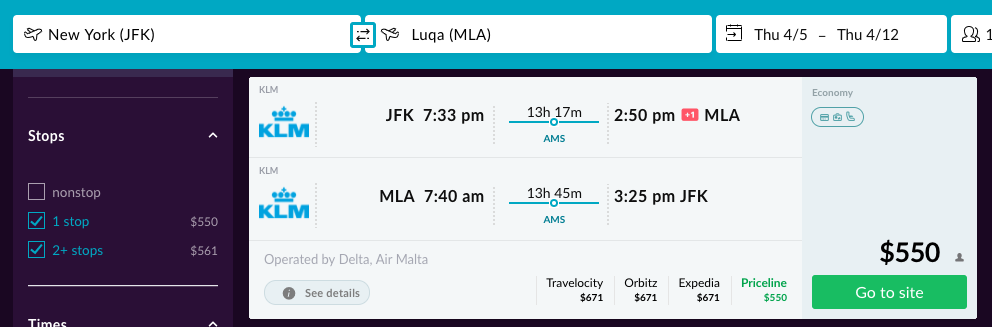 New York (JFK)
Luqa (MLA)
Thu 4/5 – Thu 4/12
1
Stops
nonstop
1 stop $550
2+ stops $561
Times
KLM
KLM
JFK 7:33 pm
13h 17m
AMS
2:50 pm +1 MLA
KLM
KLM
MLA 7:40 am
13h 45m
AMS
3:25 pm JFK
Operated by Delta, Air Malta
See details
Travelocity
$671
Orbitz
$671
Expedia
$671
Priceline
$550
Economy
$550
Go to site